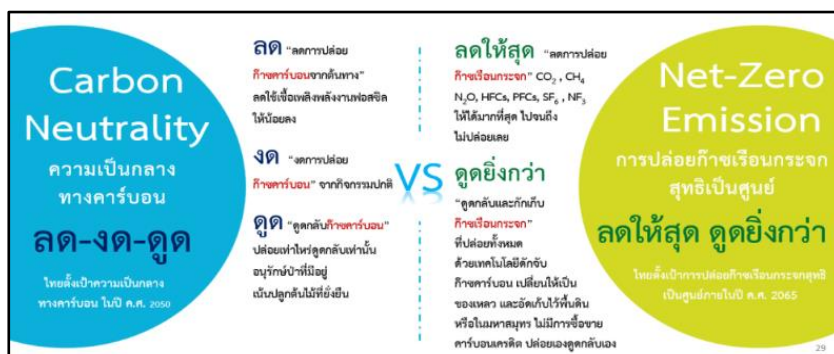 Carbon
Neutrality
ความเป็นกลาง
ทางคาร์บอน
ลด-งด-ดูด
ไทยตั้งเป้าความเป็นกลาง
ทางคาร์บอน ในปี ค.ศ. 2050
ลด "ลดการปล่อย
ก๊าซคาร์บอนจากต้นทาง"
ลดใช้เชื้อเพลิงพลังงานฟอสซิล
ให้น้อยลง
งด "งดการปล่อย
ก๊าซคาร์บอน" จากกิจกรรมปกติ
ดูด "ดูดกลับก๊าซคาร์บอน"
ปล่อยเท่าไหร่ดูดกลับเท่านั้น
อนุรักษ์ป่าที่มีอยู่
เน้นปลูกต้นไม้ที่ยั่งยืน
VS
ลดให้สุด "ลดการปล่อย
ก๊าซเรือนกระจก" CO₂ , CH₄
N₂O, HFCs, PFCs, SF₆ , NF₃
ให้ได้มากที่สุด ไปจนถึง
ไม่ปล่อยเลย
ดูดยิ่งกว่า
"ดูดกลับและกักเก็บ
ก๊าซเรือนกระจก"
ที่ปล่อยทั้งหมด
ด้วยเทคโนโลยีดักจับ
ก๊าซคาร์บอน เปลี่ยนให้เป็น
ของเหลว และอัดเก็บไว้พื้นดิน
หรือในมหาสมุทร ไม่มีการซื้อขาย
คาร์บอนเครดิต ปล่อยเองดูดกลับเอง
Net-Zero
Emission
การปล่อยก๊าซเรือนกระจก
สุทธิเป็นศูนย์
ลดให้สุด ดูดยิ่งกว่า
ไทยตั้งเป้าการปล่อยก๊าซเรือนกระจกสุทธิ
เป็นศูนย์ภายในปี ค.ศ. 2065
29